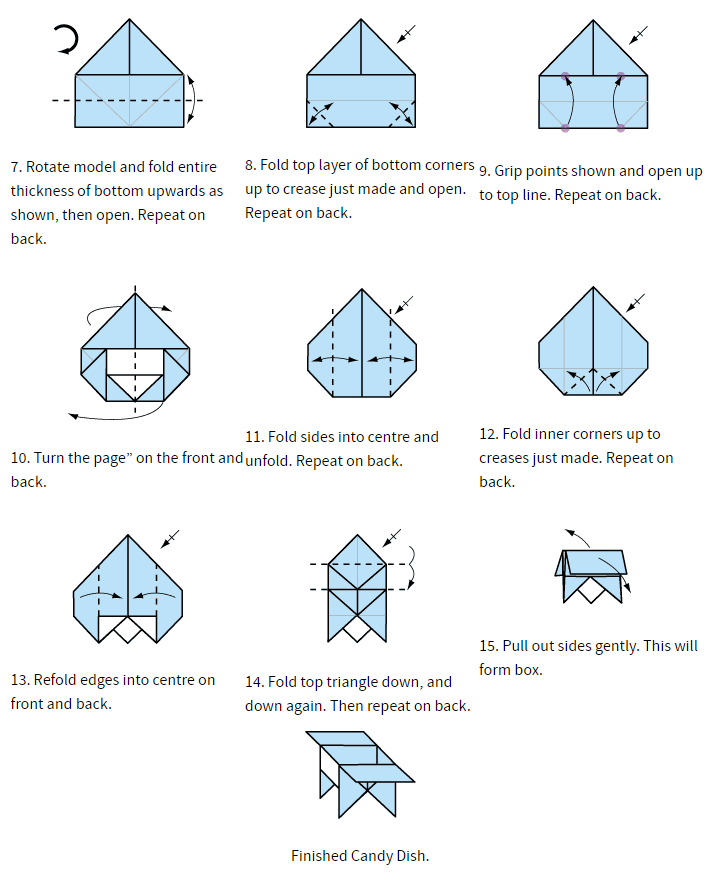 7. Rotate model and fold entire
thickness of bottom upwards as
shown, then open. Repeat on
back.
8. Fold top layer of bottom corners
up to crease just made and open.
Repeat on back.
9. Grip points shown and open up
to top line. Repeat on back.
10. Turn the page” on the front and
back.
11. Fold sides into centre and
unfold. Repeat on back.
12. Fold inner corners up to
creases just made. Repeat on
back.
13. Refold edges into centre on
front and back.
14. Fold top triangle down, and
down again. Then repeat on back.
15. Pull out sides gently. This will
form box.
Finished Candy Dish.